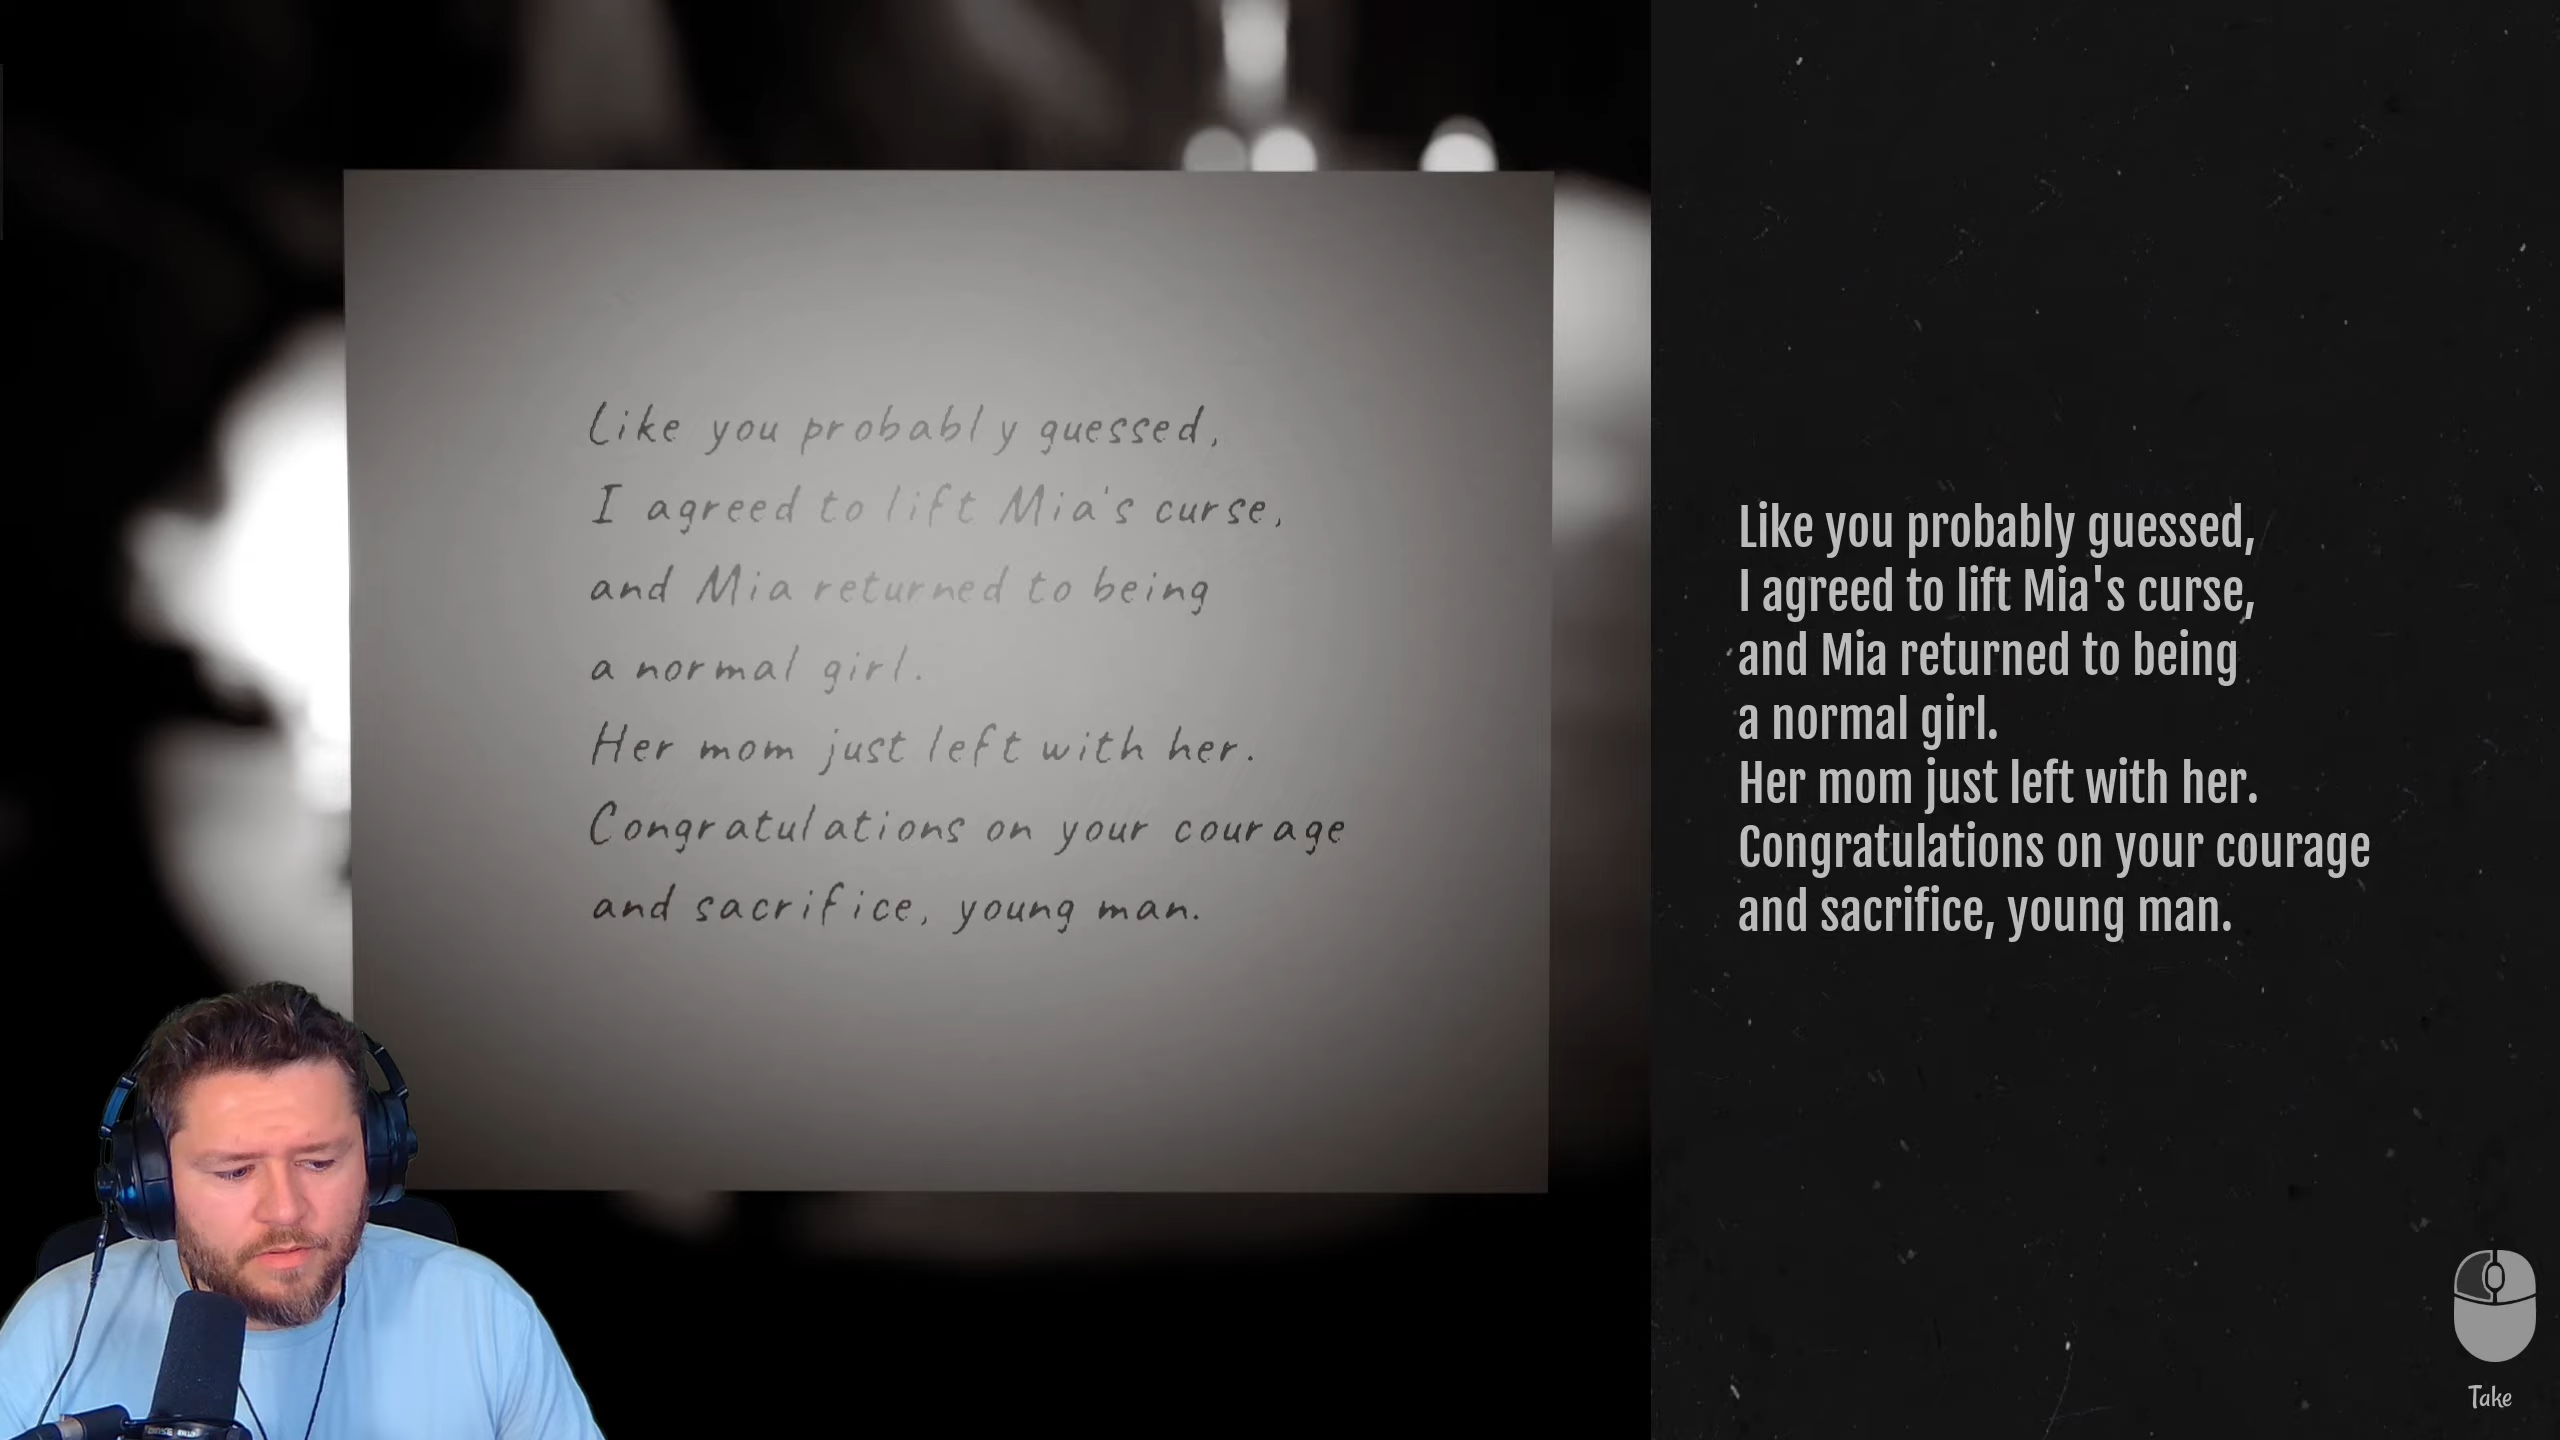 Like you probably guessed,
I agreed to lift Mia's curse,
and Mia returned to being
a normal girl.
Her mom just left with her.
Congratulations on your courage
and sacrifice, young man.
Like you probably guessed,
I agreed to lift Mia's curse,
and Mia returned to being
a normal girl.
Her mom just left with her.
Congratulations on your courage
and sacrifice, young man.
Take